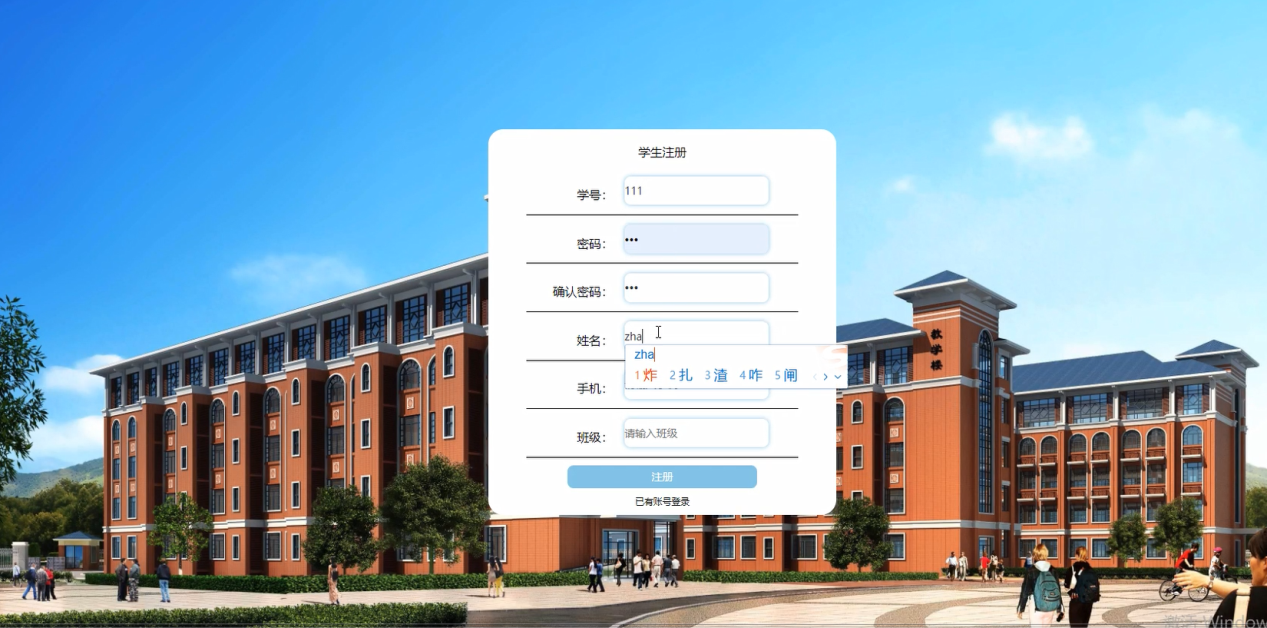 学生注册
学号： 111
密码： •••
确认密码： •••
姓名： zha
zha
1炸 2扎 3渣 4咋 5闸
手机：
班级： 请输入班级
注册
已有账号登录
教学楼